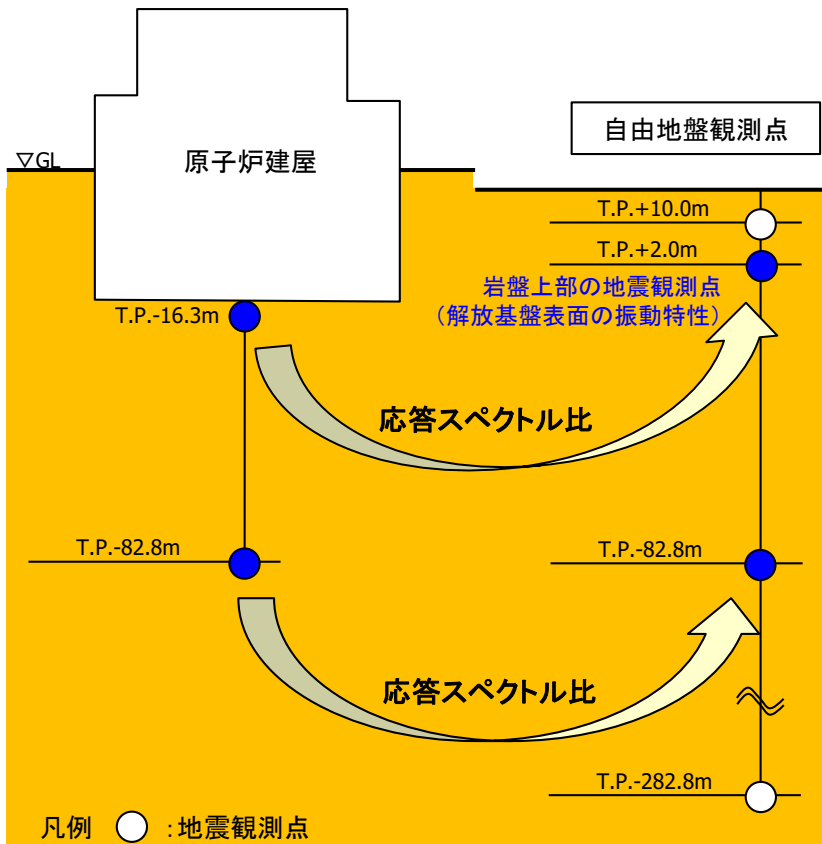 自由地盤観測点
▽GL
原子炉建屋
T.P.+10.0m
T.P.+2.0m
岩盤上部の地震観測点
（解放基盤表面の振動特性）
T.P.-16.3m
応答スペクトル比
T.P.-82.8m
T.P.-82.8m
応答スペクトル比
T.P.-282.8m
凡例 ：地震観測点